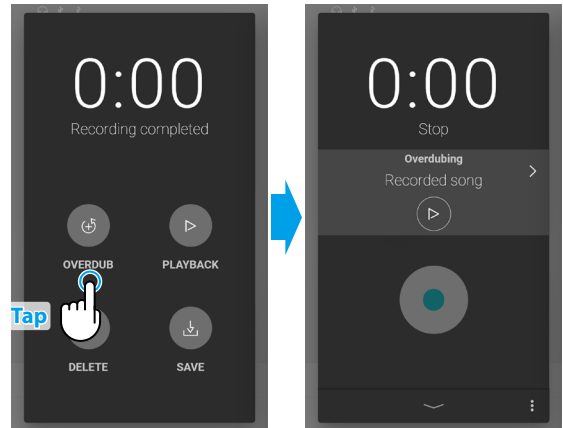 0:00
Recording completed
OVERDUB
PLAYBACK
Tap
DELETE
SAVE
0:00
Stop
Overdubing
Recorded song